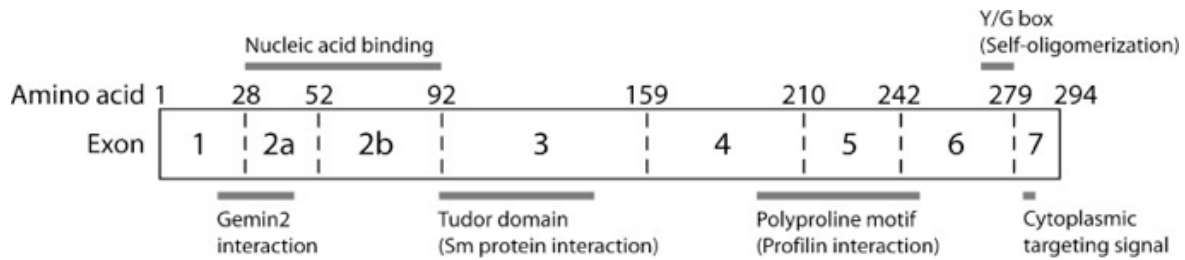 Y/G box
(Self-oligomerization)
Nucleic acid binding
Amino acid 1 28 52 92 159 210 242 279 294
Exon 1 2a 2b 3 4 5 6 7
Gemin2
interaction
Tudor domain
(Sm protein interaction)
Polyproline motif
(Profilin interaction)
Cytoplasmic
targeting signal